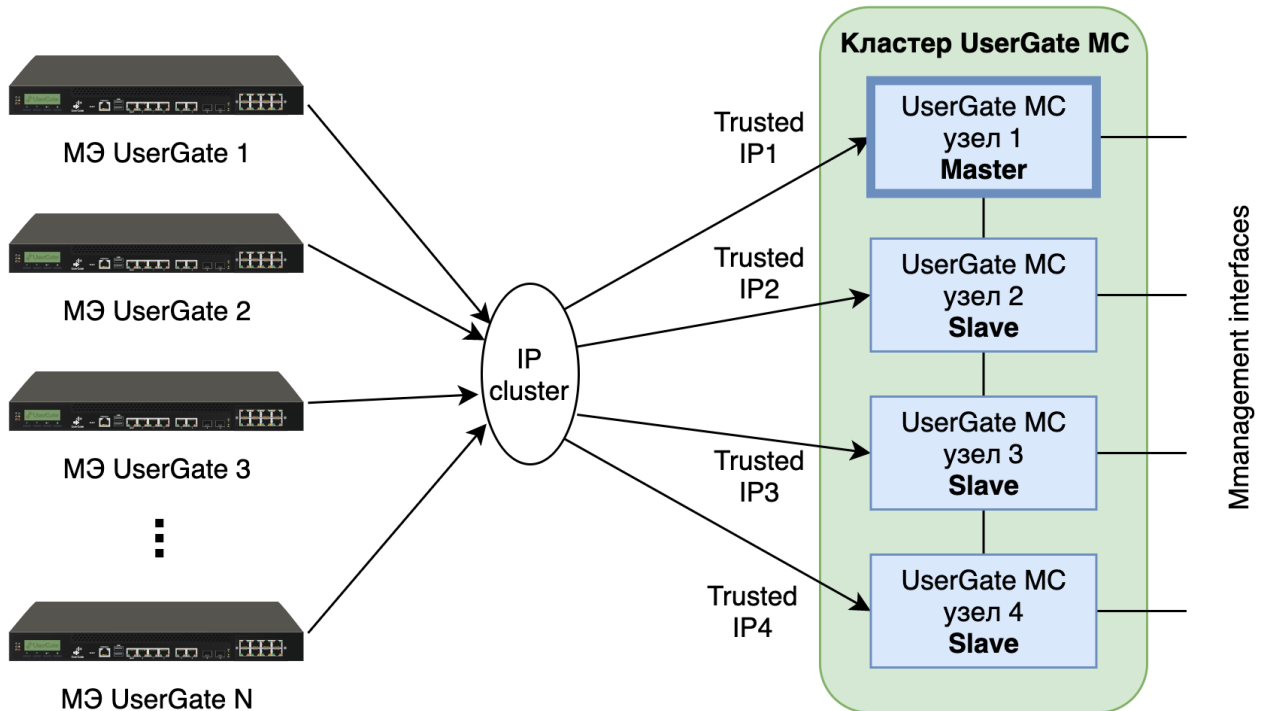 Кластер UserGate MC
МЭ UserGate 1
МЭ UserGate 2
МЭ UserGate 3
МЭ UserGate N
IP
cluster
Trusted
IP1
Trusted
IP2
Trusted
IP3
Trusted
IP4
UserGate MC
узел 1
Master
UserGate MC
узел 2
Slave
UserGate MC
узел 3
Slave
UserGate MC
узел 4
Slave
Mmanagement interfaces